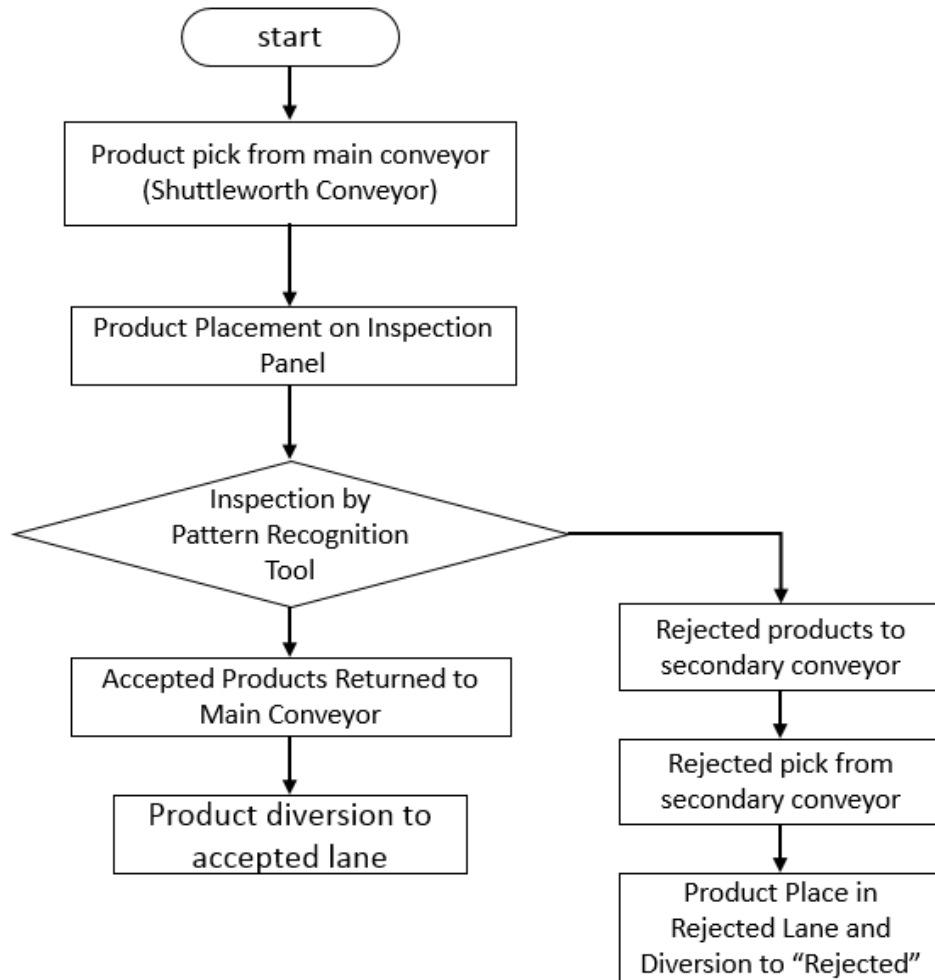 start
Product pick from main conveyor
(Shuttleworth Conveyor)
Product Placement on Inspection
Panel
Inspection by
Pattern Recognition
Tool
Accepted Products Returned to
Main Conveyor
Product diversion to
accepted lane
Rejected products to
secondary conveyor
Rejected pick from
secondary conveyor
Product Place in
Rejected Lane and
Diversion to “Rejected”